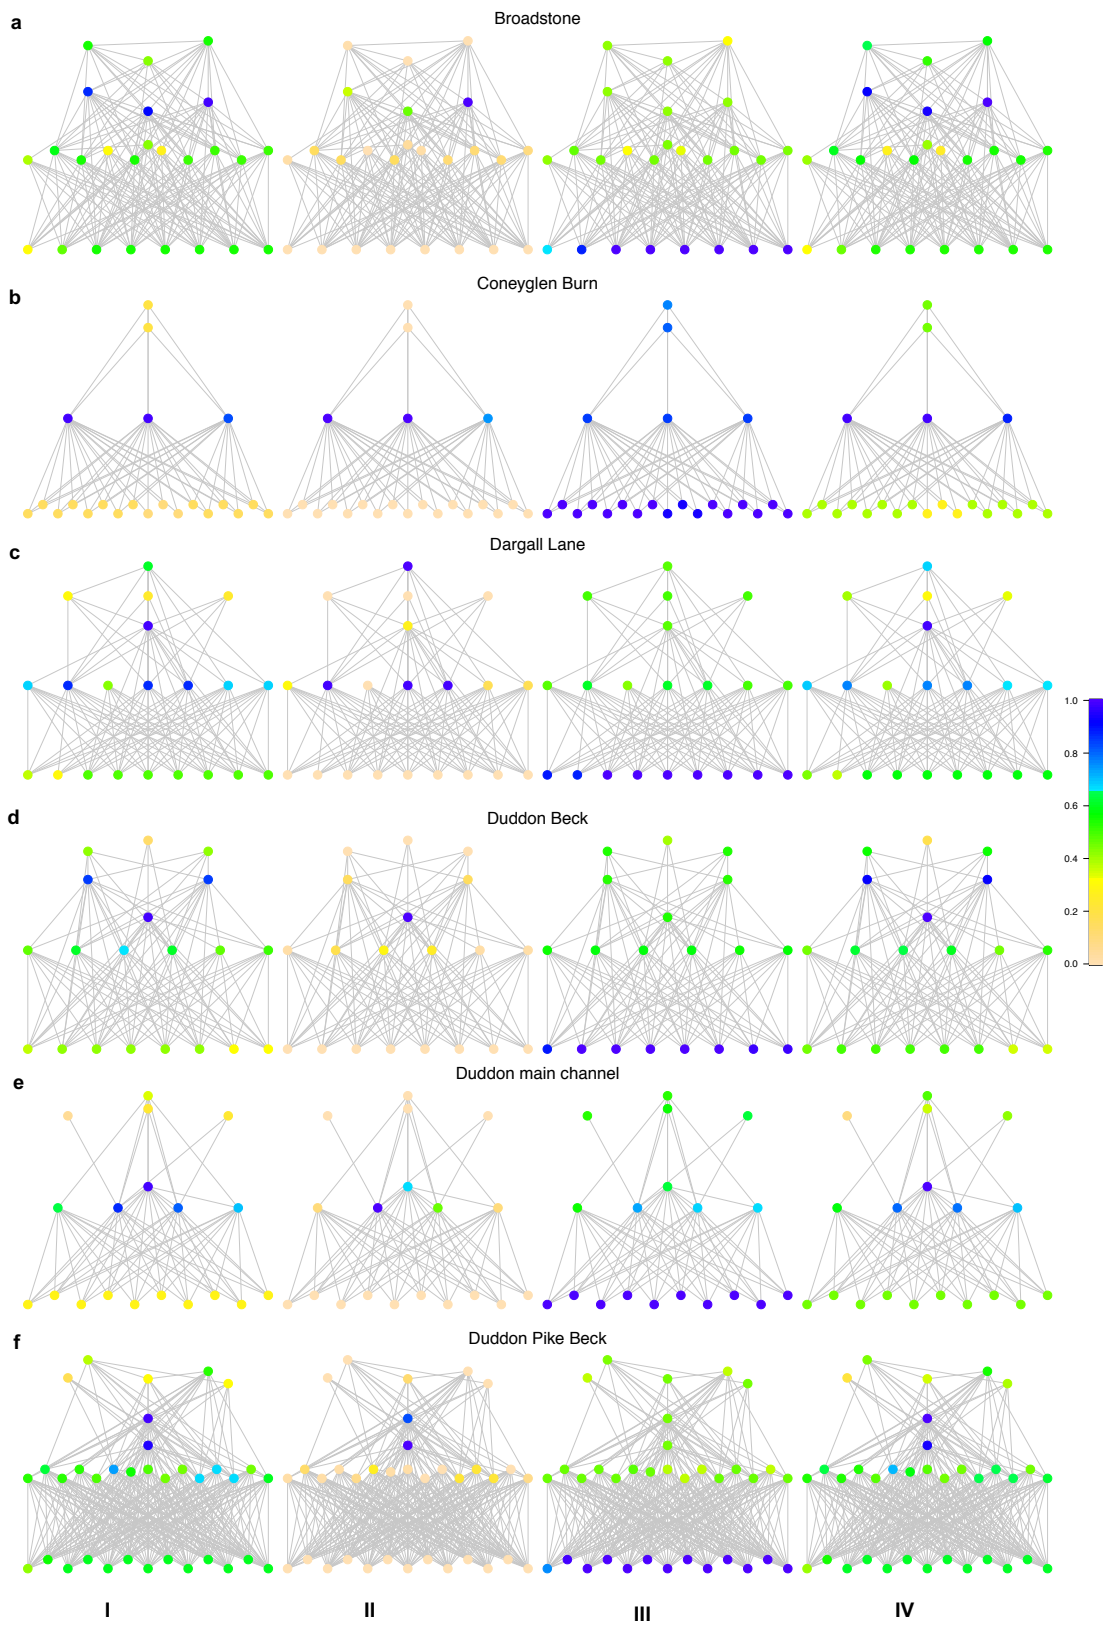 a
Broadstone
b
Coneyglen Burn
c
Dargall Lane
1.0
0.8
0.6
0.4
0.2
0.0
d
Duddon Beck
e
Duddon main channel
f
Duddon Pike Beck
I II III IV